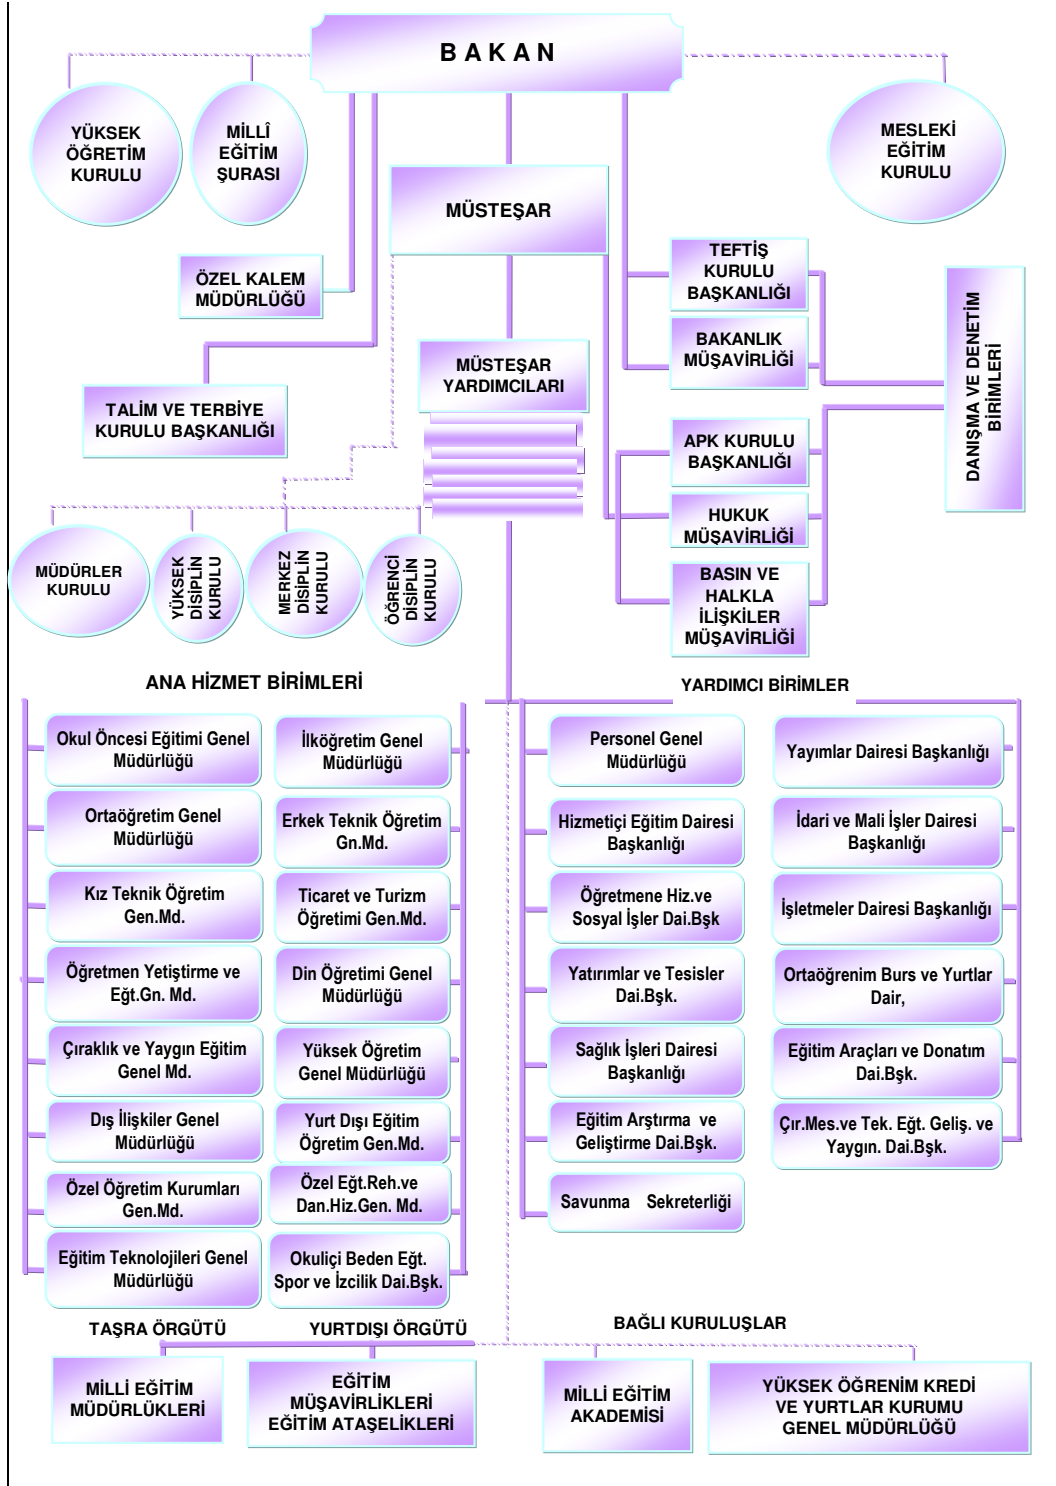 BAKAN
YÜKSEK
ÖĞRETİM
KURULU
MİLLÎ
EĞİTİM
ŞURASI
MESLEKİ
EĞİTİM
KURULU
MÜSTEŞAR
ÖZEL KALEM
MÜDÜRLÜĞÜ
TEFTİŞ
KURULU
BAŞKANLIĞI
BAKANLIK
MÜŞAVİRLİĞİ
DANIŞMA VE DENETİM
BİRİMLERİ
MÜSTEŞAR
YARDIMCILARI
TALİM VE TERBİYE
KURULU BAŞKANLIĞI
APK KURULU
BAŞKANLIĞI
HUKUK
MÜŞAVİRLİĞİ
BASIN VE
HALKLA
İLİŞKİLER
MÜŞAVİRLİĞİ
MÜDÜRLER
KURULU
YÜKSEK
DİSİPLİN
KURULU
MERKEZ
DİSİPLİN
KURULU
ÖĞRENCİ
DİSİPLİN
KURULU
ANA HİZMET BİRİMLERİ
Okul Öncesi Eğitimi Genel
Müdürlüğü
İlköğretim Genel
Müdürlüğü
Ortaöğretim Genel
Müdürlüğü
Erkek Teknik Öğretim
Gn.Md.
Kız Teknik Öğretim
Gen.Md.
Ticaret ve Turizm
Öğretimi Gen.Md.
Öğretmen Yetiştirme ve
Eğt.Gn. Md.
Din Öğretimi Genel
Müdürlüğü
Çıraklık ve Yaygın Eğitim
Genel Md.
Yüksek Öğretim
Genel Müdürlüğü
Dış İlişkiler Genel
Müdürlüğü
Yurt Dışı Eğitim
Öğretim Gen.Md.
Özel Öğretim Kurumları
Gen.Md.
Özel Eğt.Reh.ve
Dan.Hiz.Gen. Md.
Eğitim Teknolojileri Genel
Müdürlüğü
Okuliçi Beden Eğt.
Spor ve İzcilik Dai.Bşk.
YARDIMCI BİRİMLER
Personel Genel
Müdürlüğü
Yayımlar Dairesi Başkanlığı
Hizmetiçi Eğitim Dairesi
Başkanlığı
İdari ve Mali İşler Dairesi
Başkanlığı
Öğretmene Hiz.ve
Sosyal İşler Dai.Bşk
İşletmeler Dairesi Başkanlığı
Yatırımlar ve Tesisler
Dai.Bşk.
Ortaöğrenim Burs ve Yurtlar
Dair,
Sağlık İşleri Dairesi
Başkanlığı
Eğitim Araçları ve Donatım
Dai.Bşk.
Eğitim Arştırma ve
Geliştirme Dai.Bşk.
Çır.Mes.ve Tek. Eğt. Geliş. ve
Yaygın. Dai.Bşk.
Savunma Sekreterliği
TAŞRA ÖRGÜTÜ
YURTDIŞI ÖRGÜTÜ
BAĞLI KURULUŞLAR
MİLLİ EĞİTİM
MÜDÜRLÜKLERİ
EĞİTİM
MÜŞAVİRLİKLERİ
EĞİTİM ATAŞELİKLERİ
MİLLİ EĞİTİM
AKADEMİSİ
YÜKSEK ÖĞRENİM KREDİ
VE YURTLAR KURUMU
GENEL MÜDÜRLÜĞÜ